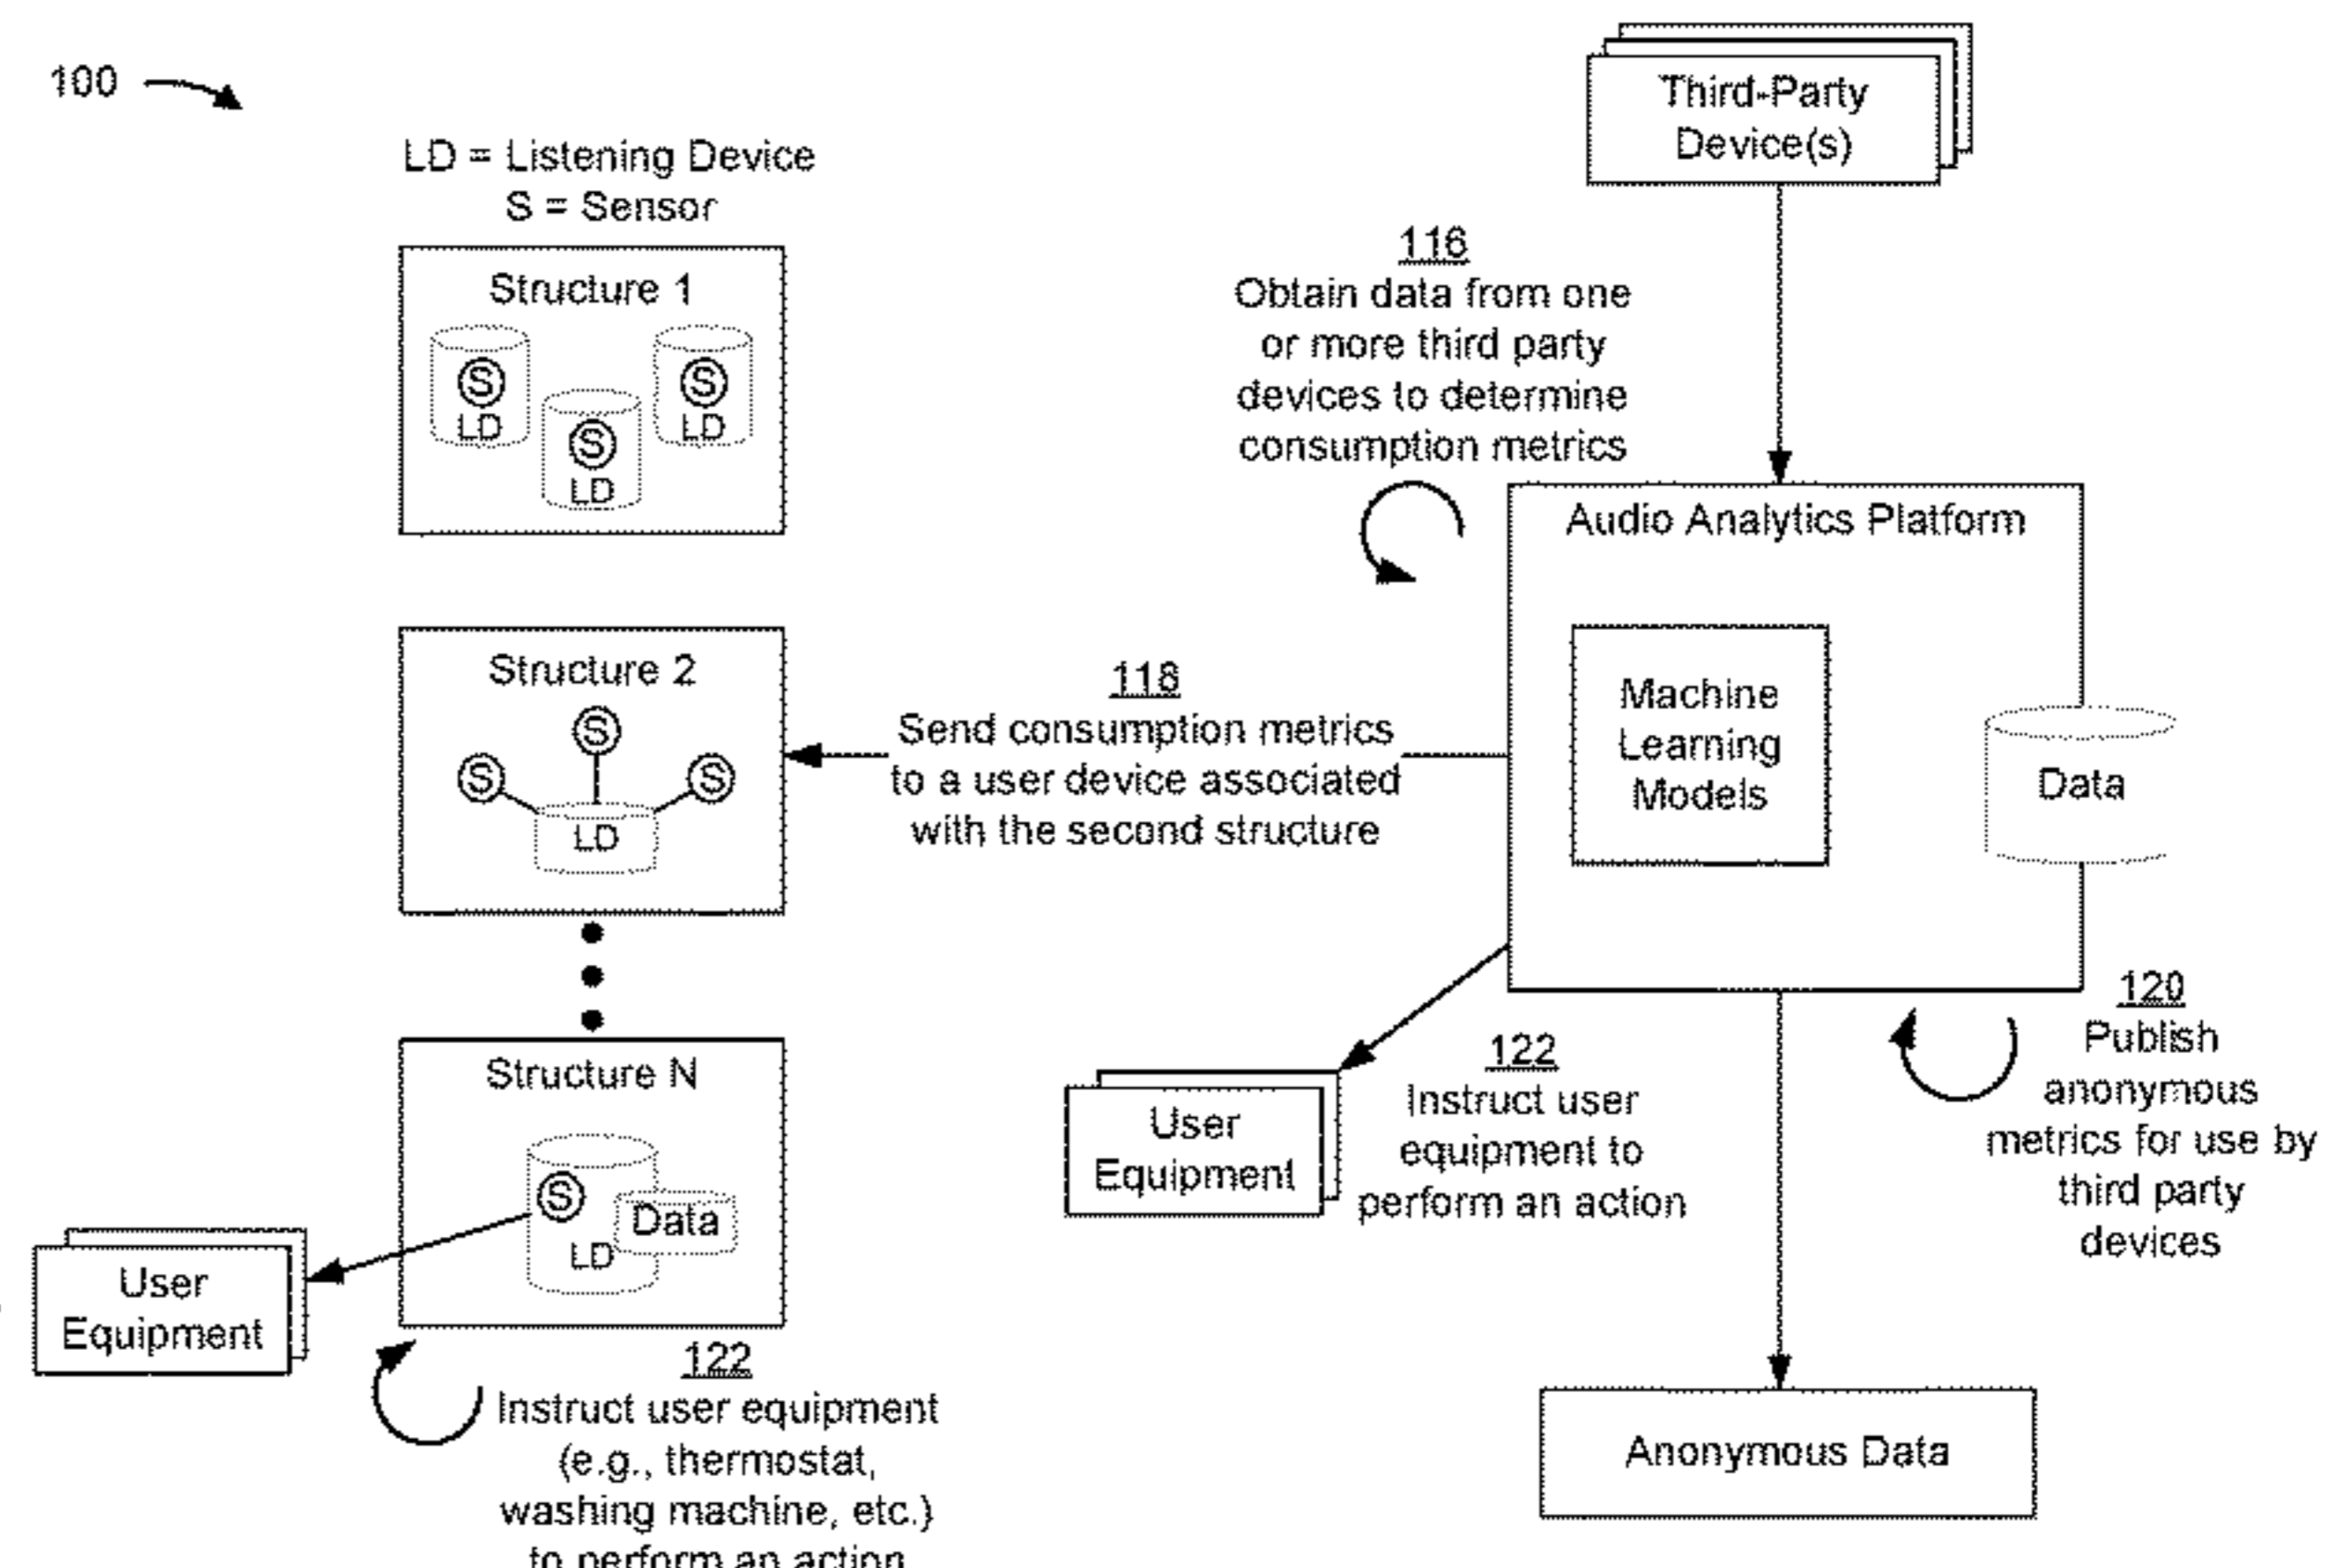 100
LD = Listening Device
S = Sensor
Structure 1
S
LD
S
LD
S
LD
Third-Party
Device(s)
116
Obtain data from one
or more third party
devices to determine
consumption metrics
Audio Analytics Platform
Machine
Learning
Models
Data
Structure 2
S
S
S
LD
118
Send consumption metrics
to a user device associated
with the second structure
Structure N
S
Data
LD
User
Equipment
122
Instruct user equipment
(e.g., thermostat,
washing machine, etc.)
to perform an action
User
Equipment
122
Instruct user
equipment to
perform an action
120
Publish
anonymous
metrics for use by
third party
devices
Anonymous Data